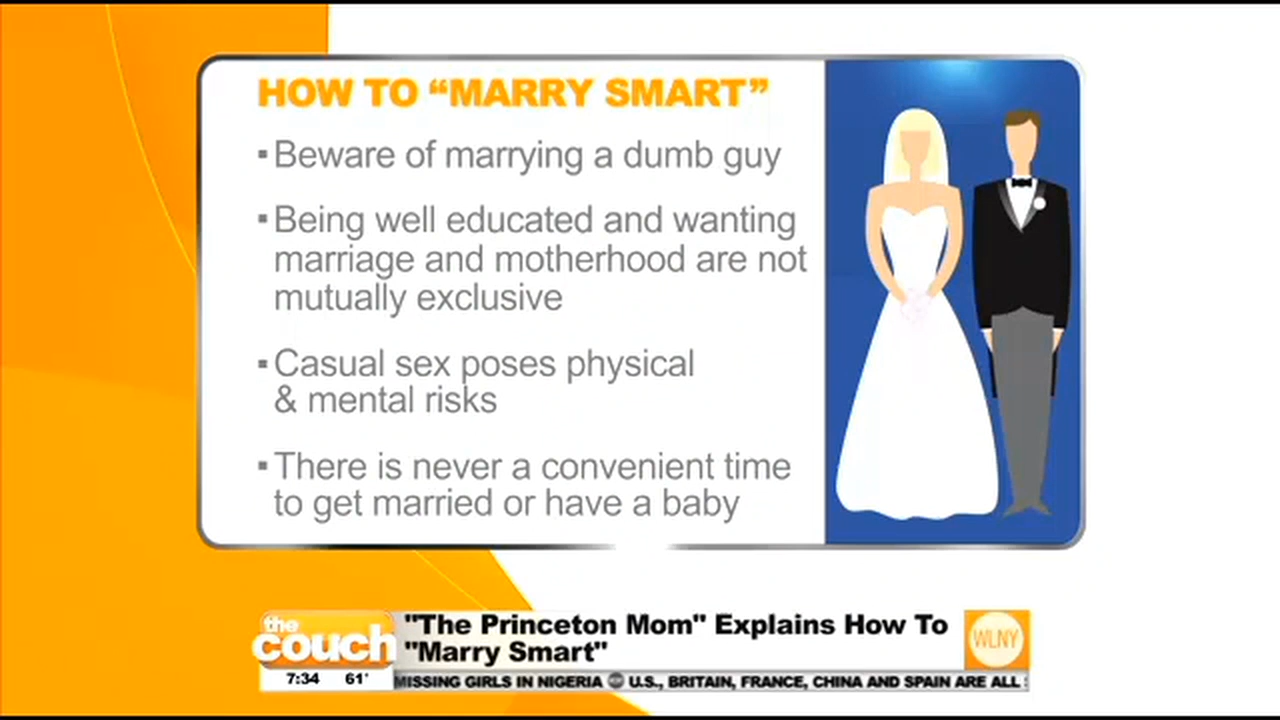 HOW TO “MARRY SMART”
▪Beware of marrying a dumb guy
▪Being well educated and wanting
marriage and motherhood are not
mutually exclusive
▪Casual sex poses physical
& mental risks
▪There is never a convenient time
to get married or have a baby
the
couch
"The Princeton Mom" Explains How To
"Marry Smart"
WLNY
7:34 61°
MISSING GIRLS IN NIGERIA U.S., BRITAIN, FRANCE, CHINA AND SPAIN ARE ALL